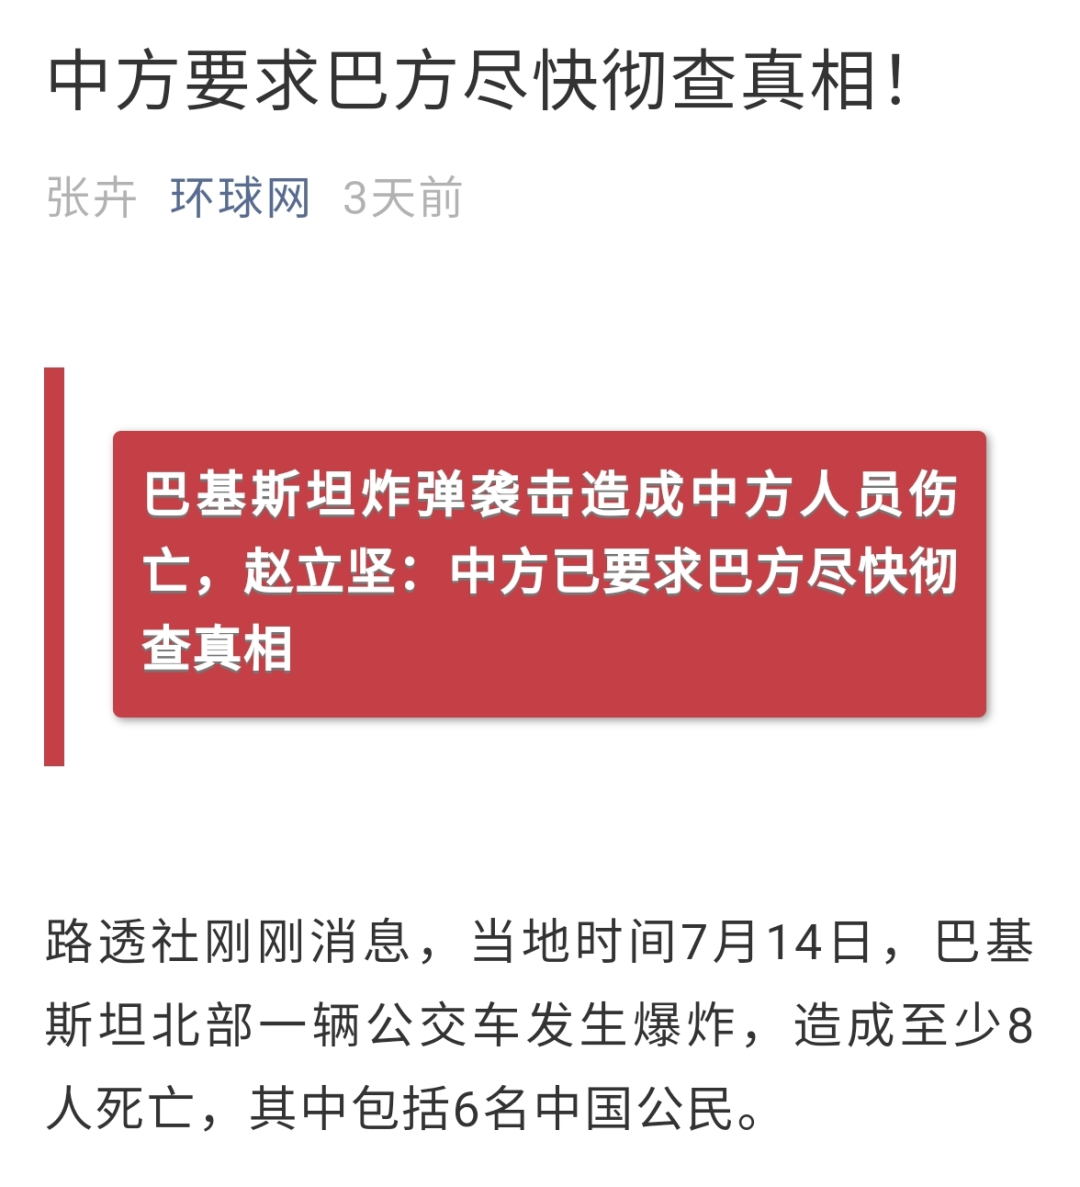 中方要求巴方尽快彻查真相！
张卉 环球网 3天前
巴基斯坦炸弹袭击造成中方人员伤
亡，赵立坚：中方已要求巴方尽快彻
查真相
路透社刚刚消息，当地时间7月14日，巴基
斯坦北部一辆公交车发生爆炸，造成至少8
人死亡，其中包括6名中国公民。